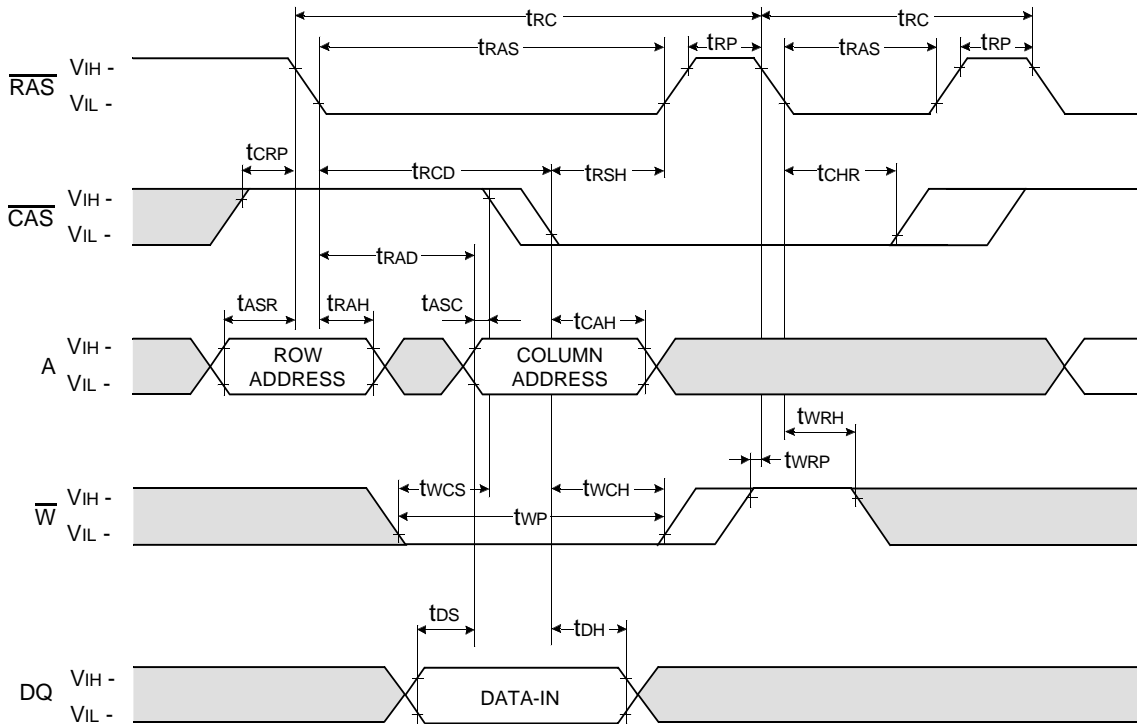 tRC tRC
tRAS tRP tRAS tRP
RAS VIH -
VIL -
tCRP tRCD tRSH tCHR
CAS VIH -
VIL -
tRAD
tASR tRAH tASC tCAH
A VIH -
VIL -
ROW ADDRESS
COLUMN ADDRESS
tWRH
tWRP
W VIH -
VIL -
tWCS tWCH
tWP
tDS tDH
DQ VIH -
VIL -
DATA-IN